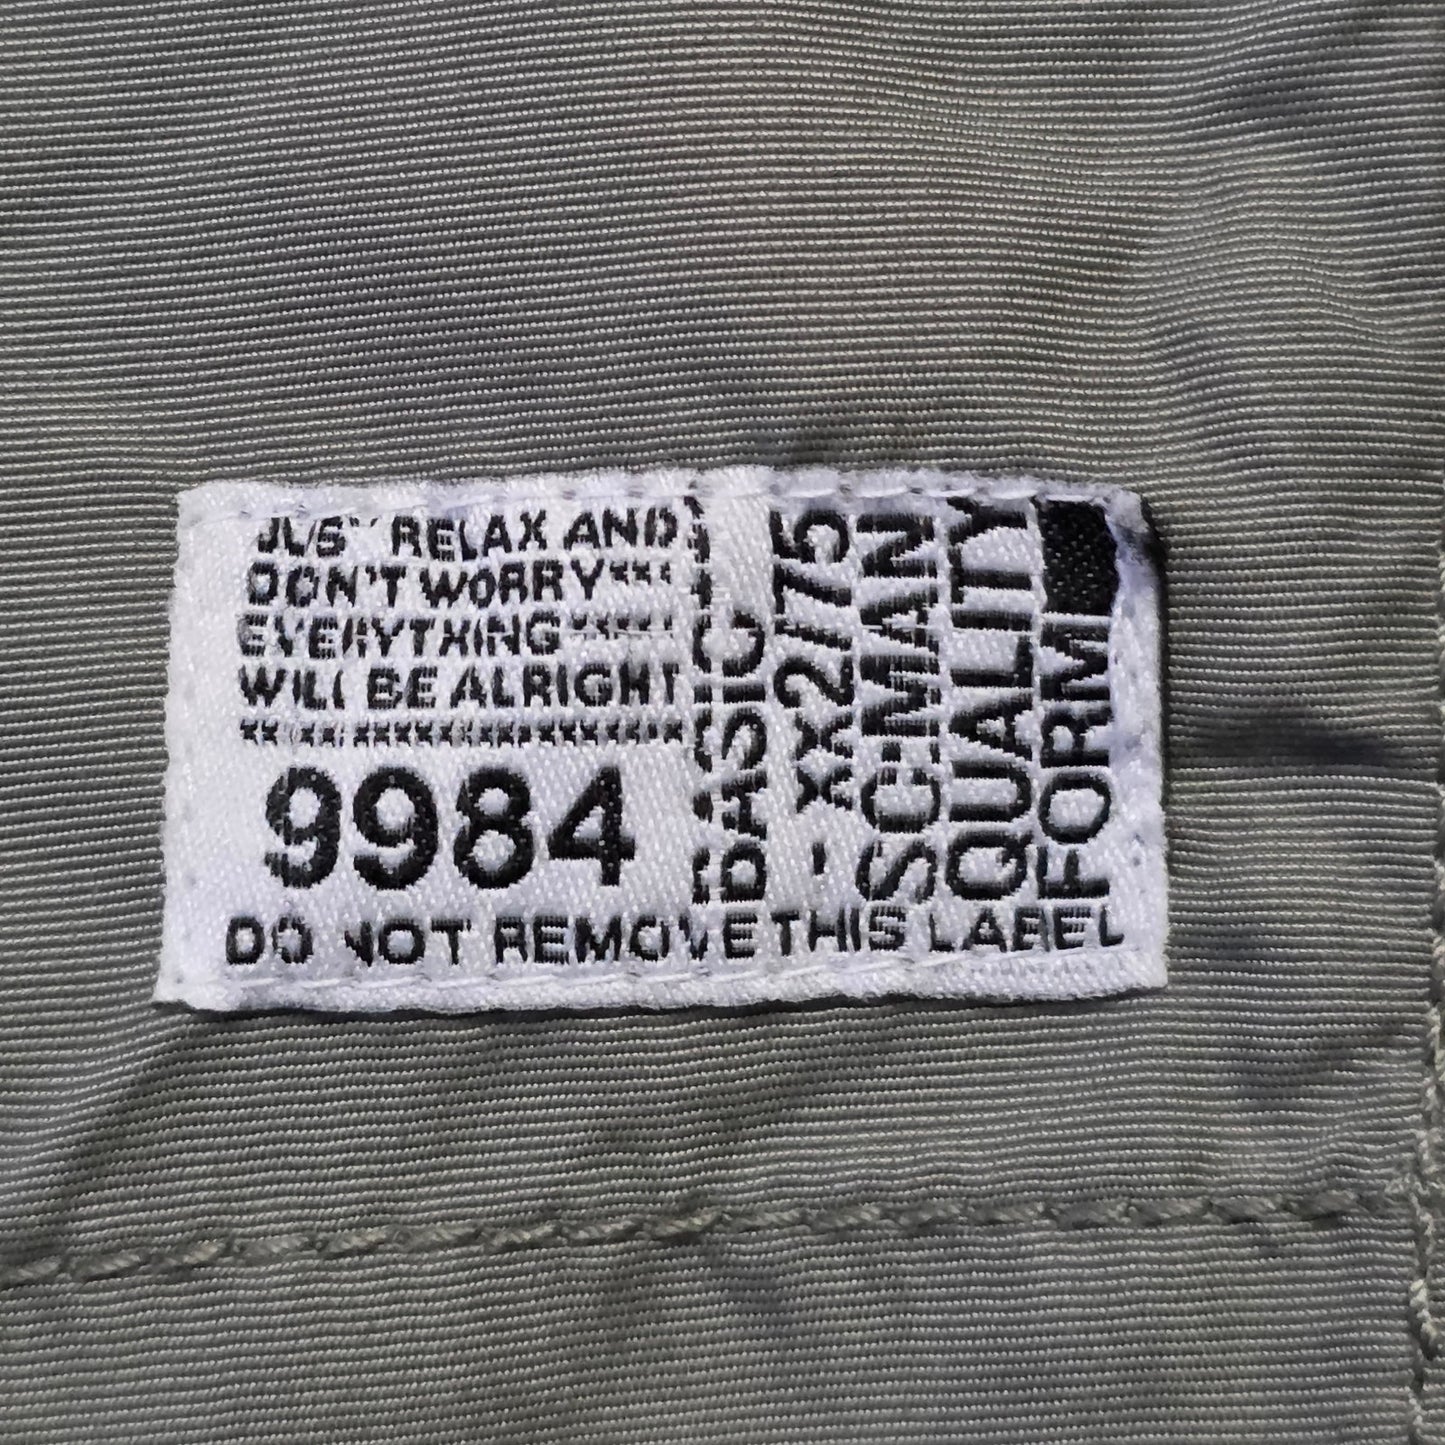 JUST RELAX AND
DON'T WORRY***
EVERYTHING******
WILL BE ALRIGHT
9984
DO NOT REMOVE THIS LABEL
BASIC
- XX2/75
SC:MAN
QUALITY
FORM